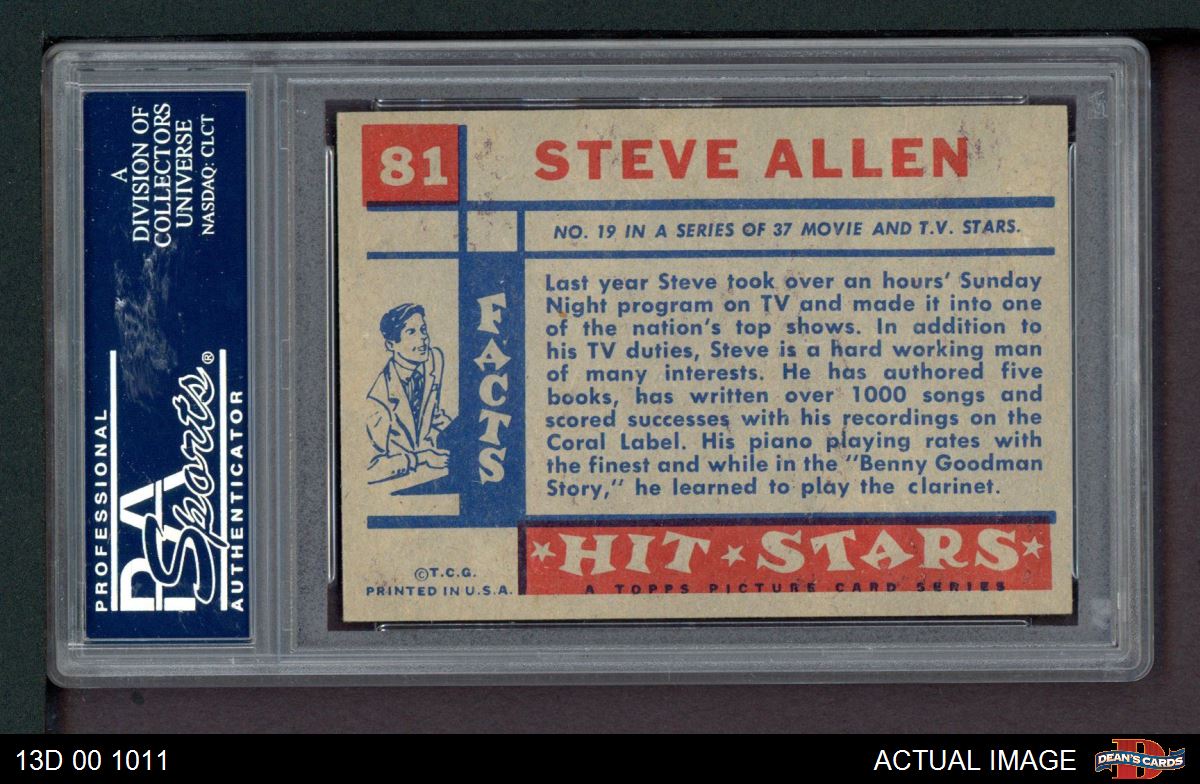 A
DIVISION OF
COLLECTORS
UNIVERSE
NASDAQ: CLCT
PROFESSIONAL
PSA
Sports®
AUTHENTICATOR
81
STEVE ALLEN
NO. 19 IN A SERIES OF 37 MOVIE AND T.V. STARS.
FACTS
Last year Steve took over an hours' Sunday
Night program on TV and made it into one
of the nation's top shows. In addition to
his TV duties, Steve is a hard working man
of many interests. He has authored five
books, has written over 1000 songs and
scored successes with his recordings on the
Coral Label. His piano playing rates with
the finest and while in the "Benny Goodman
Story," he learned to play the clarinet.
©T.C.G.
PRINTED IN U.S.A.
HIT STARS
A TOPPS PICTURE CARD SERIES
13D 00 1011
ACTUAL IMAGE
D
DEAN'S CARDS